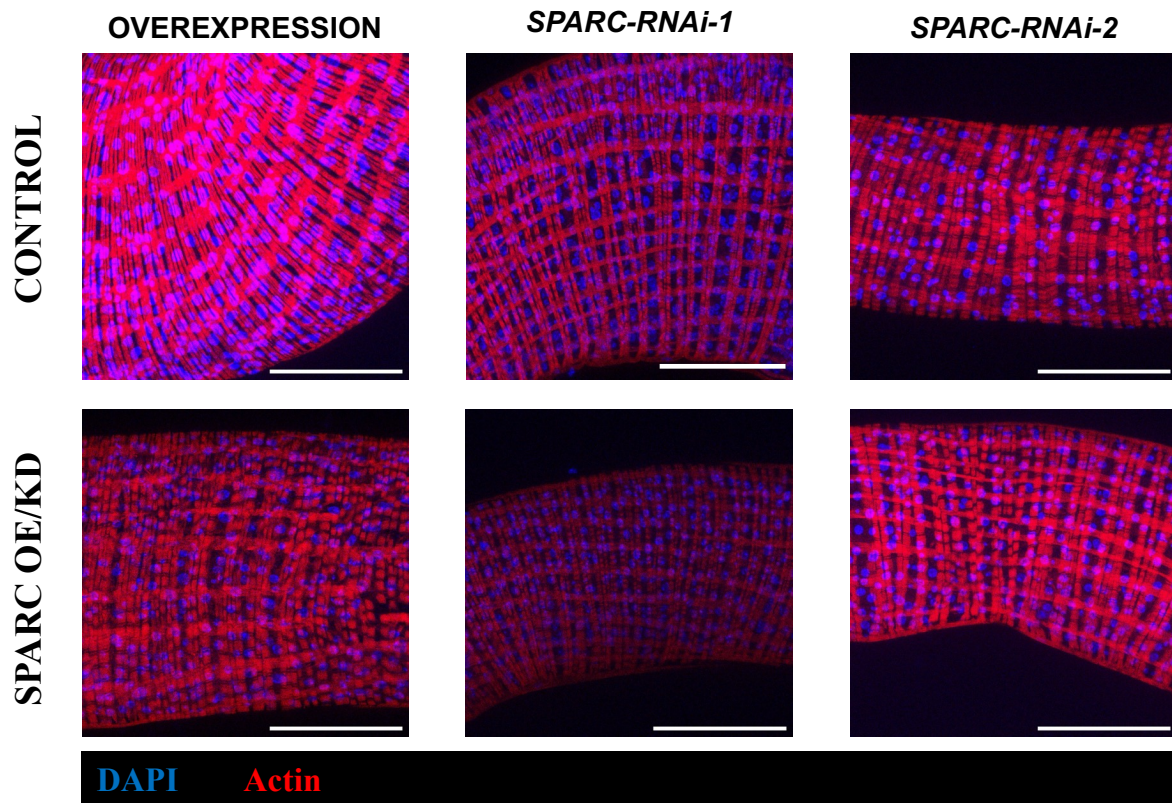 OVEREXPRESSION SPARC-RNAi-1 SPARC-RNAi-2
CONTROL
SPARC OE/KD
DAPI Actin